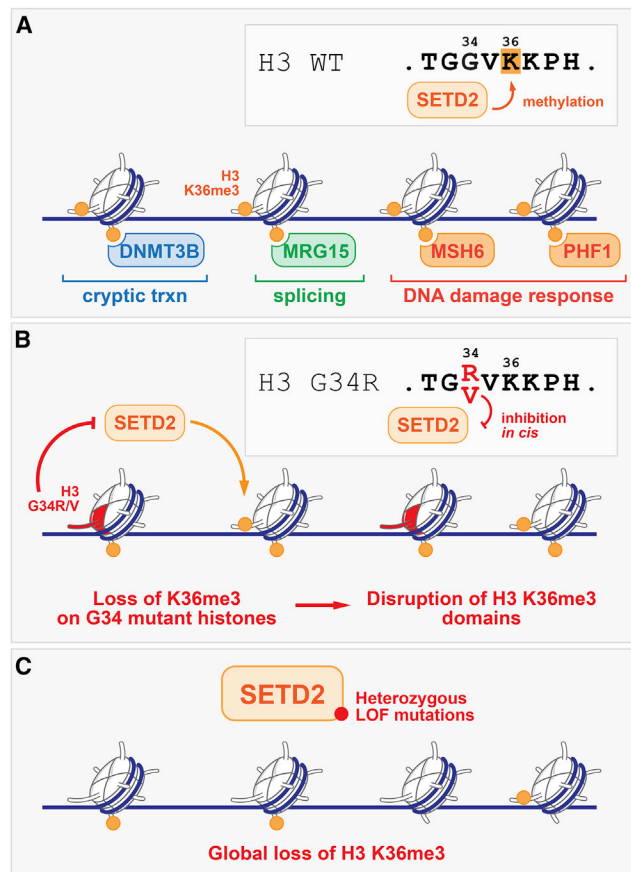 A
34 36
H3 WT .TGGVKKPH.
SETD2
methylation
H3
K36me3
DNMT3B MRG15 MSH6 PHF1
cryptic trxn splicing DNA damage response
B
34 36
H3 G34R .TGRVKKPH.
V
SETD2
inhibition
in cis
SETD2
H3
G34R/V
Loss of K36me3
on G34 mutant histones
Disruption of H3 K36me3
domains
C
SETD2
Heterozygous
LOF mutations
Global loss of H3 K36me3